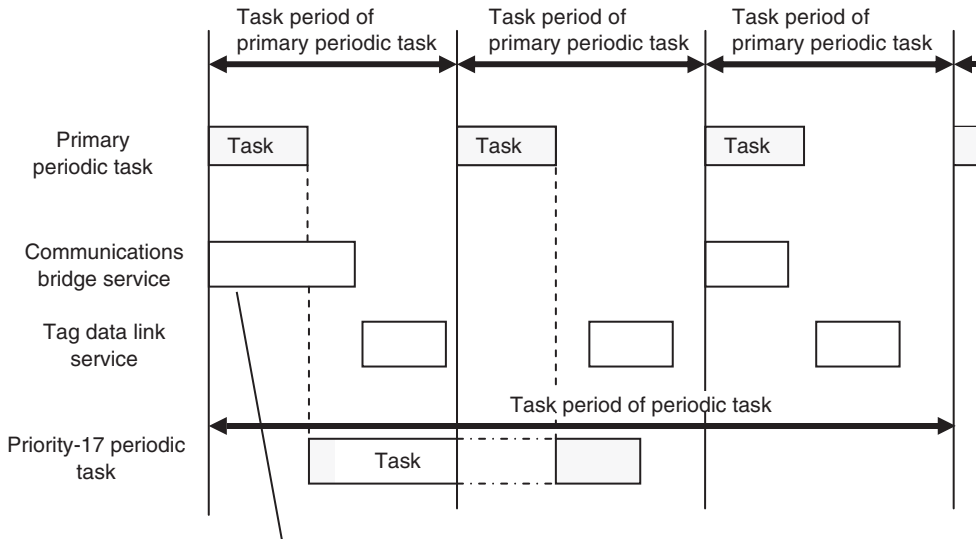 Task period of
primary periodic task
Task period of
primary periodic task
Task period of
primary periodic task
Primary
periodic task
Task
Task
Task
Communications
bridge service
Tag data link
service
Task period of periodic task
Priority-17 periodic
task
Task